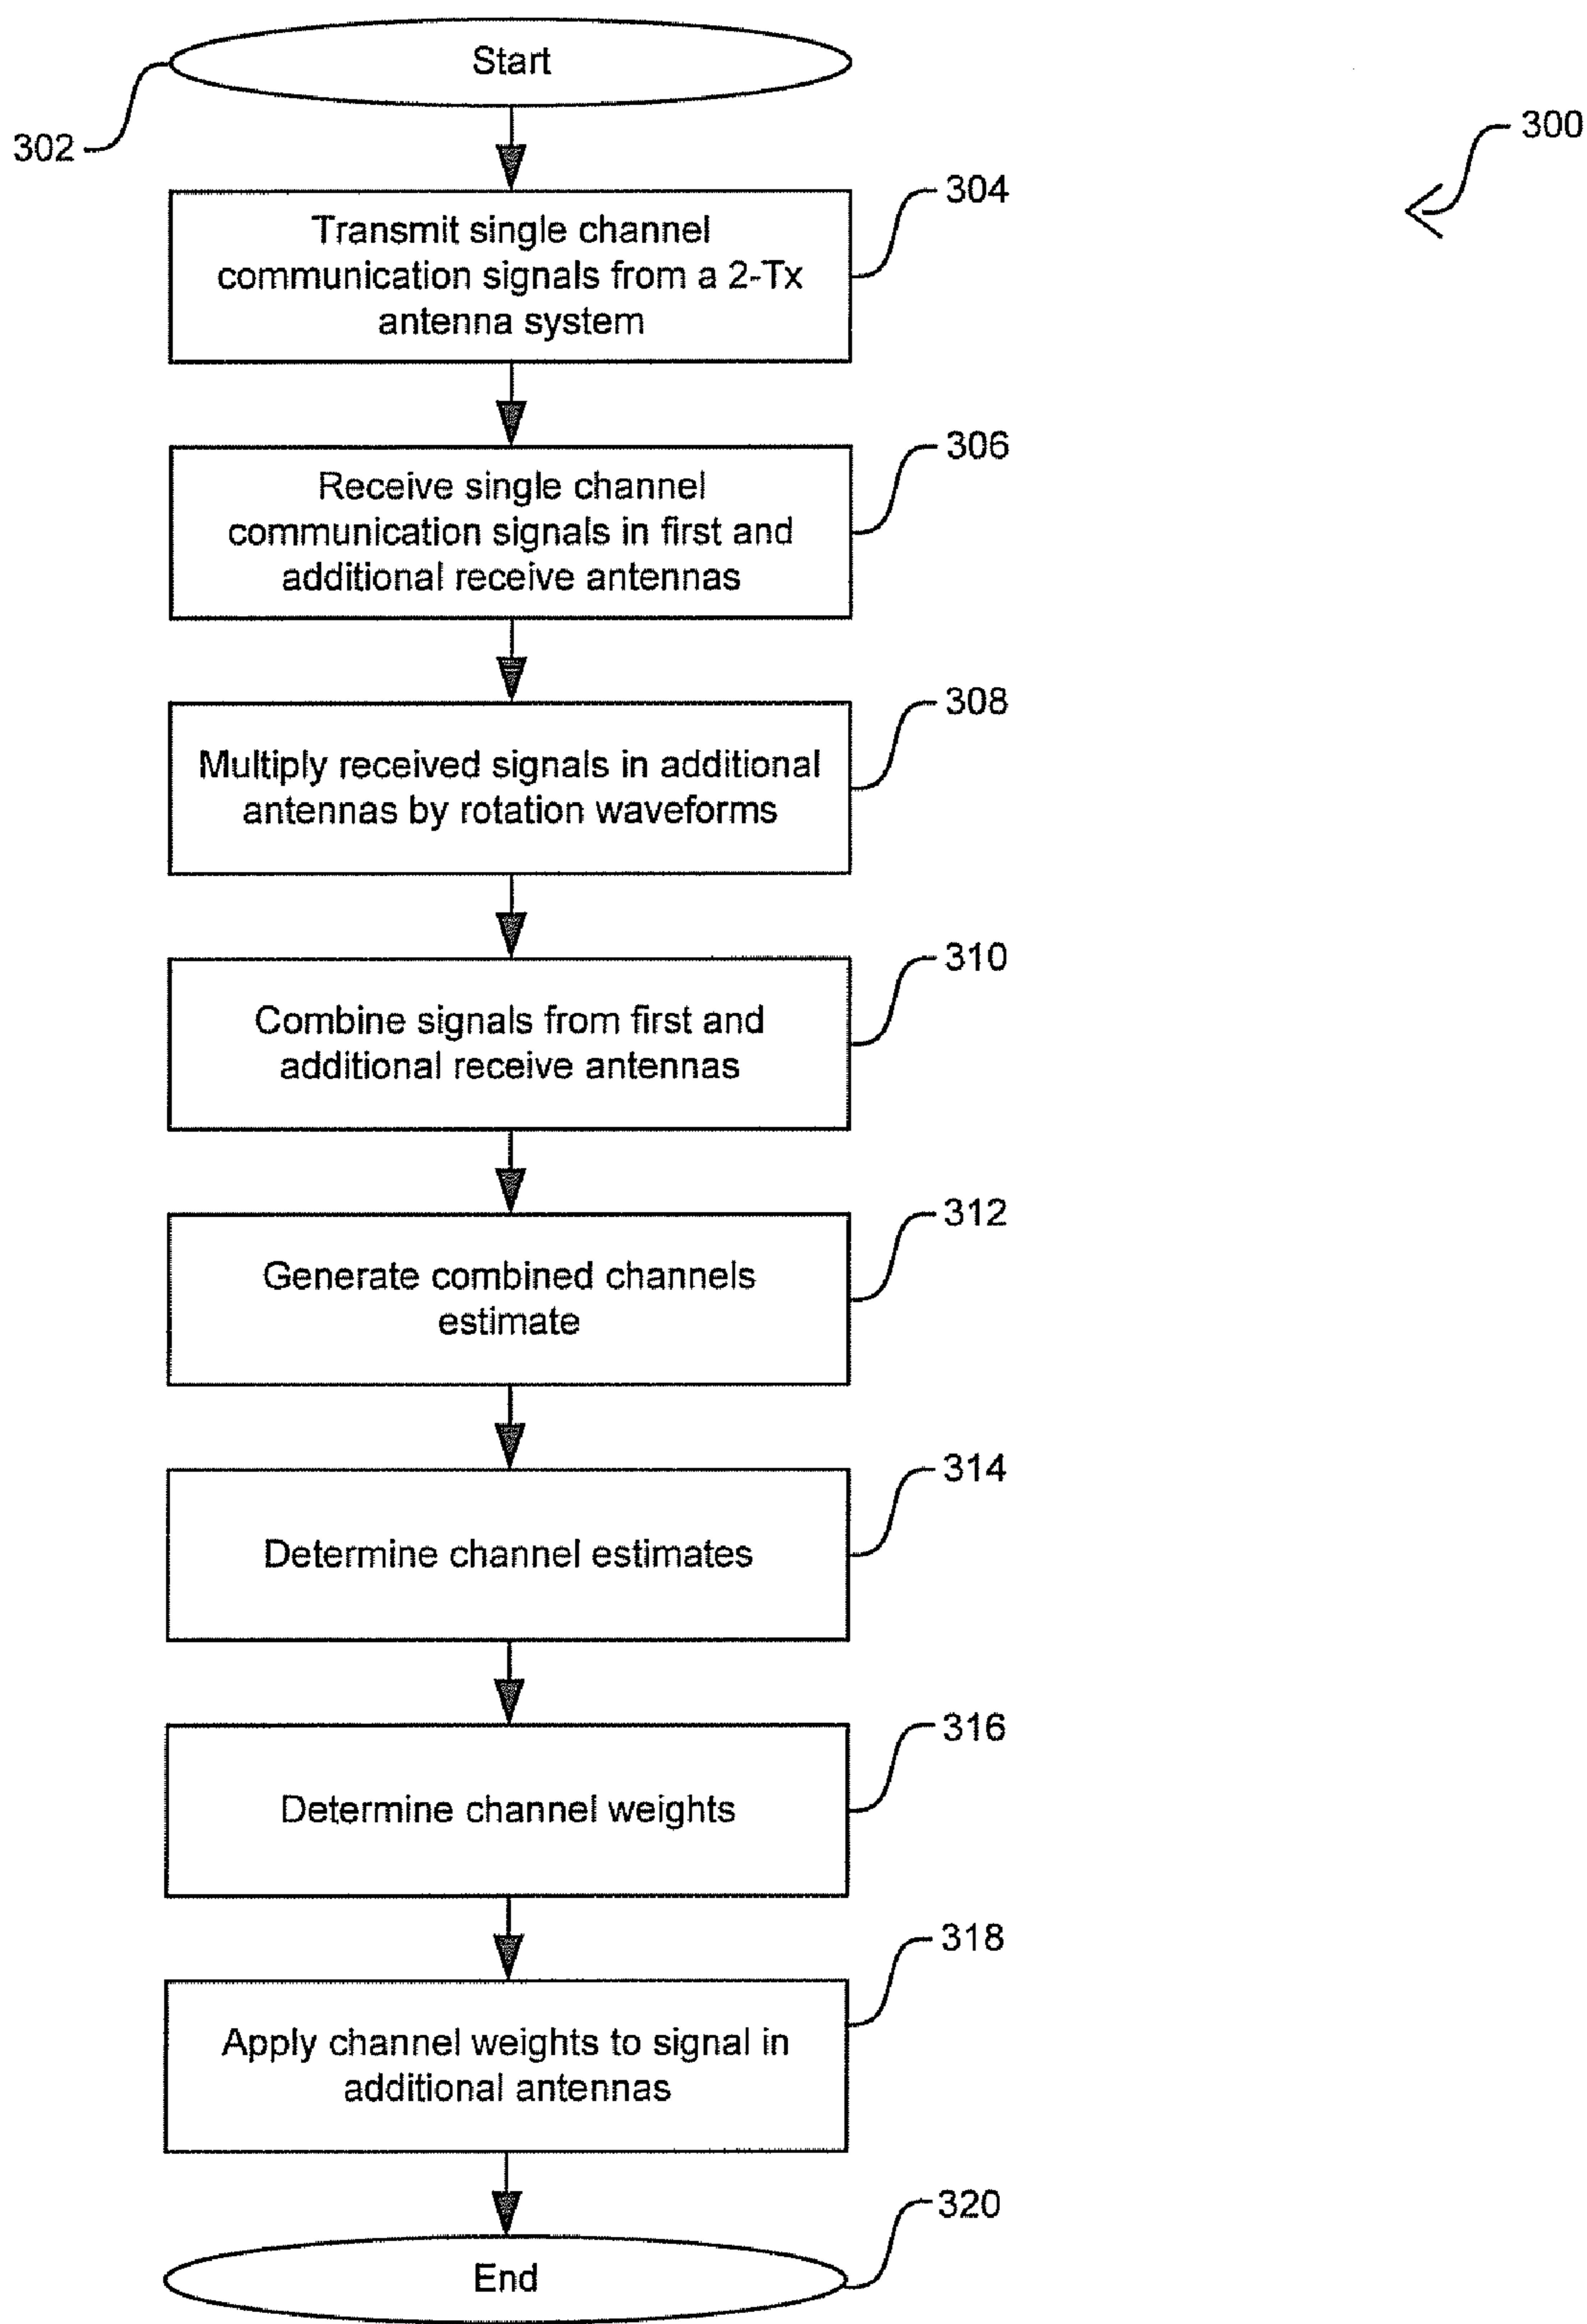 Start
302
300
304
Transmit single channel
communication signals from a 2-Tx
antenna system
306
Receive single channel
communication signals in first and
additional receive antennas
308
Multiply received signals in additional
antennas by rotation waveforms
310
Combine signals from first and
additional receive antennas
312
Generate combined channels
estimate
314
Determine channel estimates
316
Determine channel weights
318
Apply channel weights to signal in
additional antennas
320
End